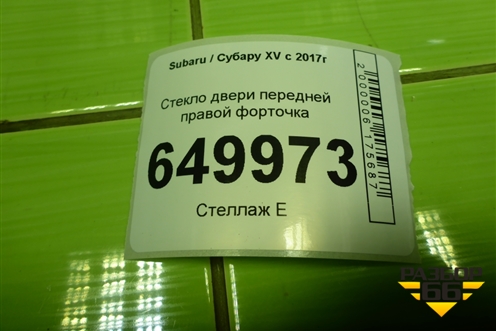 Subaru / Субару XV с 2017г
Стекло двери передней
правой форточка
649973
Стеллаж Е
2000006175687
РАЗБОР
66